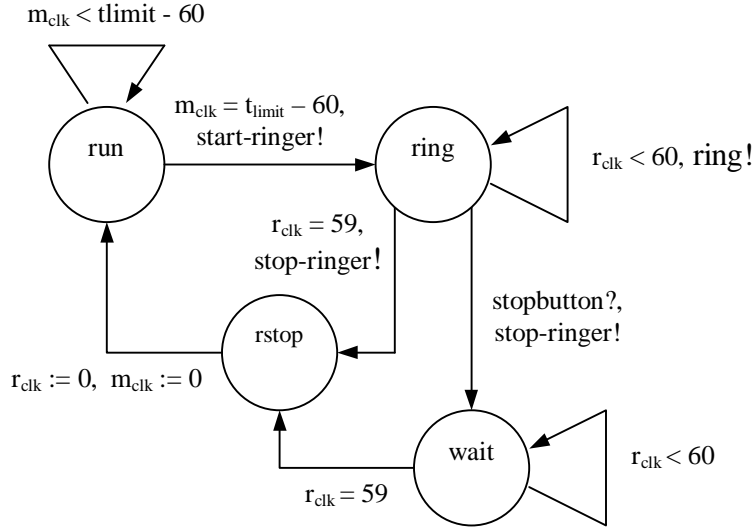 m_clk < tlimit - 60
m_clk = t_limit – 60,
start-ringer!
run
ring
r_clk < 60, ring!
r_clk = 59,
stop-ringer!
stopbutton?,
stop-ringer!
rstop
r_clk := 0, m_clk := 0
wait
r_clk < 60
r_clk = 59